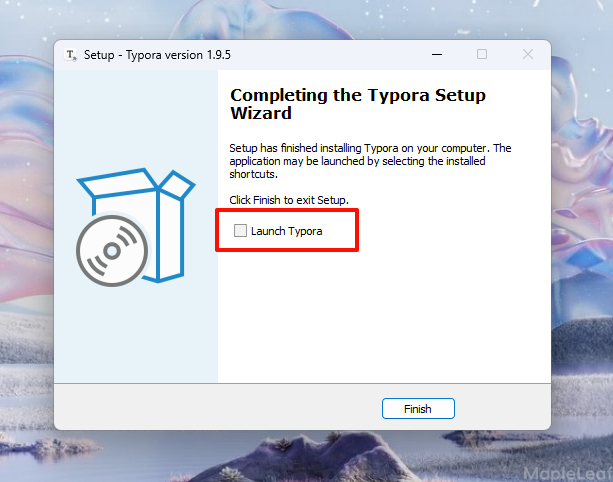 Setup - Typora version 1.9.5
Completing the Typora Setup
Wizard
Setup has finished installing Typora on your computer. The
application may be launched by selecting the installed
shortcuts.
Click Finish to exit Setup.
Launch Typora
Finish
MapleLeaf